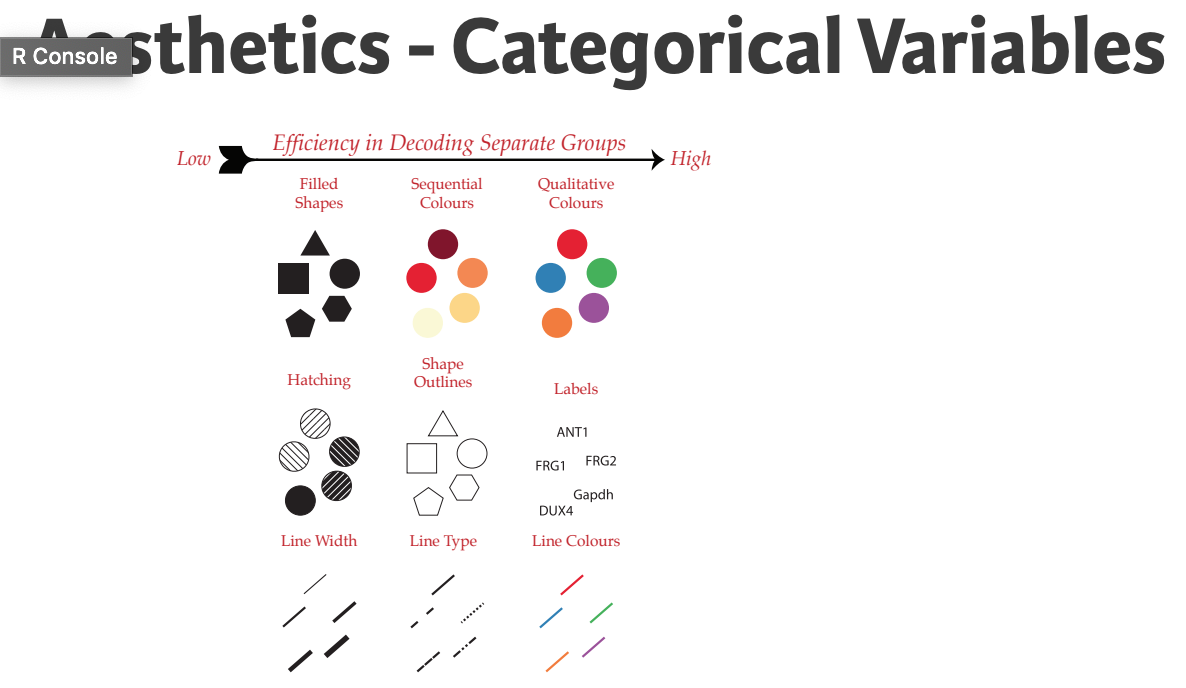 Aesthetics - Categorical Variables
R Console
Efficiency in Decoding Separate Groups
Low
High
Filled
Shapes
Sequential
Colours
Qualitative
Colours
Hatching
Shape
Outlines
Labels
ANT1
FRG1
FRG2
Gapdh
DUX4
Line Width
Line Type
Line Colours